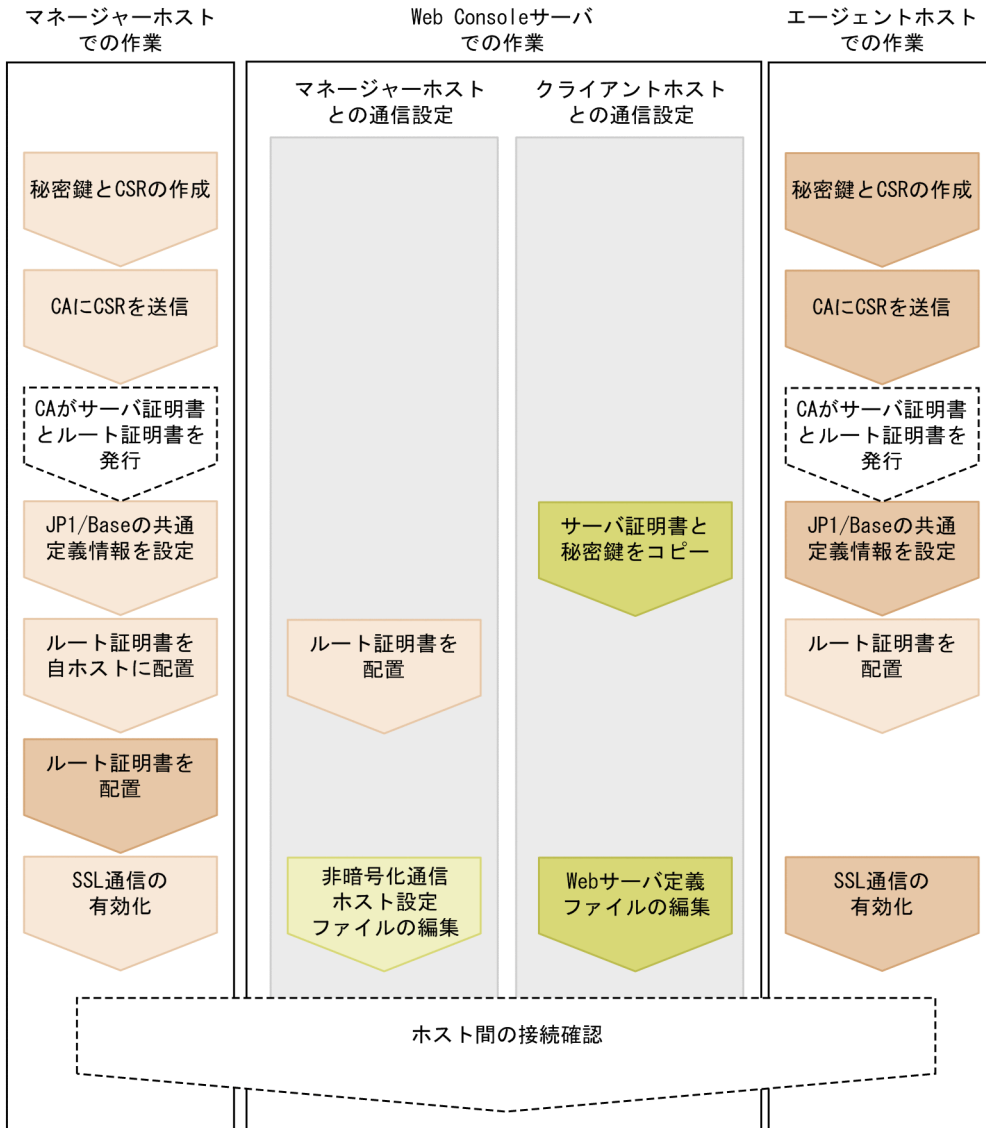 マネージャーホスト
での作業
Web Consoleサーバ
での作業
エージェントホスト
での作業
マネージャーホスト
との通信設定
クライアントホスト
との通信設定
秘密鍵とCSRの作成
秘密鍵とCSRの作成
CAにCSRを送信
CAにCSRを送信
CAがサーバ証明書
とルート証明書を
発行
CAがサーバ証明書
とルート証明書を
発行
JP1/Baseの共通
定義情報を設定
サーバ証明書と
秘密鍵をコピー
JP1/Baseの共通
定義情報を設定
ルート証明書を
自ホストに配置
ルート証明書を
配置
ルート証明書を
配置
ルート証明書を
配置
SSL通信の
有効化
非暗号化通信
ホスト設定
ファイルの編集
Webサーバ定義
ファイルの編集
SSL通信の
有効化
ホスト間の接続確認